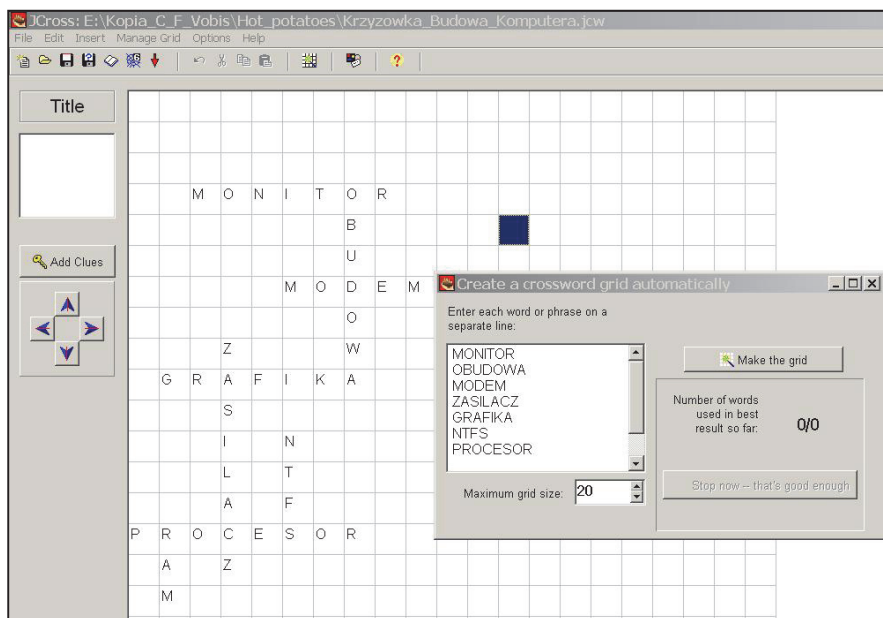 JCross: E:\Kopia_C_F_Vobis\Hot_potatoes\Krzyzowka_Budowa_Komputera.jcw
File Edit Insert Manage Grid Options Help
Title
Add Clues
M O N I T O R
B
U
M O D E M
O
Z W
G R A F I K A
S
I N
L T
A F
P R O C E S O R
A Z
M
Create a crossword grid automatically
Enter each word or phrase on a
separate line:
MONITOR
OBUDOWA
MODEM
ZASILACZ
GRAFIKA
NTFS
PROCESOR
Maximum grid size: 20
Make the grid
Number of words
used in best
result so far: 0/0
Stop now -- that's good enough